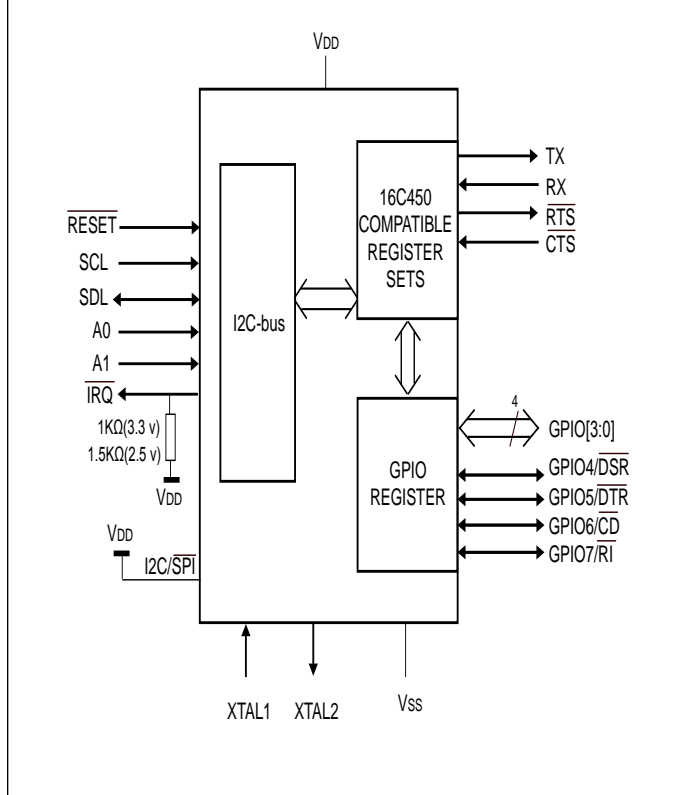 VDD
RESET
SCL
SDL
A0
A1
IRQ
1KΩ(3.3 v)
1.5KΩ(2.5 v)
VDD
VDD
I2C/SPI
I2C-bus
16C450
COMPATIBLE
REGISTER
SETS
TX
RX
RTS
CTS
GPIO
REGISTER
4
GPIO[3:0]
GPIO4/DSR
GPIO5/DTR
GPIO6/CD
GPIO7/RI
XTAL1
XTAL2
VSS